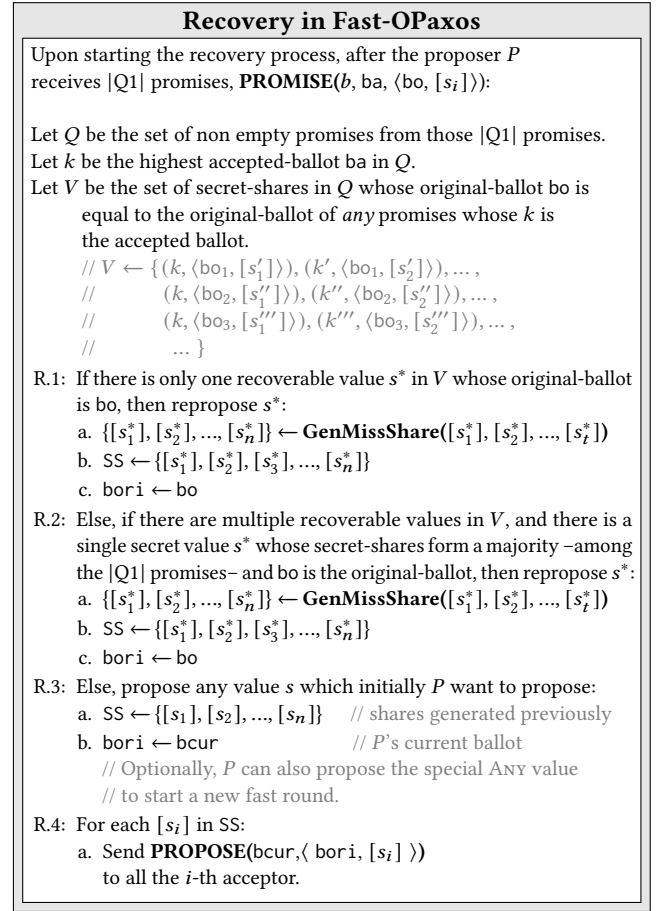 Recovery in Fast-OPaxos
Upon starting the recovery process, after the proposer P
receives |Q1| promises, PROMISE(b, ba, ⟨bo, [sᵢ]⟩):
Let Q be the set of non empty promises from those |Q1| promises.
Let k be the highest accepted-ballot ba in Q.
Let V be the set of secret-shares in Q whose original-ballot bo is
equal to the original-ballot of any promises whose k is
the accepted ballot.
// V ← {(k, ⟨bo₁, [s′₁]⟩), (k′, ⟨bo₁, [s′₂]⟩), … ,
// (k, ⟨bo₂, [s′′₁]⟩), (k′′, ⟨bo₂, [s′′₂]⟩), … ,
// (k, ⟨bo₃, [s′′′₁]⟩), (k′′′, ⟨bo₃, [s′′′₂]⟩), … ,
// … }
R.1: If there is only one recoverable value s* in V whose original-ballot
is bo, then repropose s*:
a. {[s*₁], [s*₂], ..., [s*ₙ]} ← GenMissShare([s*₁], [s*₂], ..., [s*ₜ])
b. SS ← {[s*₁], [s*₂], [s*₃], ..., [s*ₙ]}
c. bori ← bo
R.2: Else, if there are multiple recoverable values in V, and there is a
single secret value s* whose secret-shares form a majority –among
the |Q1| promises– and bo is the original-ballot, then repropose s*:
a. {[s*₁], [s*₂], ..., [s*ₙ]} ← GenMissShare([s*₁], [s*₂], ..., [s*ₜ])
b. SS ← {[s*₁], [s*₂], [s*₃], ..., [s*ₙ]}
c. bori ← bo
R.3: Else, propose any value s which initially P want to propose:
a. SS ← {[s₁], [s₂], ..., [sₙ]} // shares generated previously
b. bori ← bcur // P's current ballot
// Optionally, P can also propose the special Any value
// to start a new fast round.
R.4: For each [sᵢ] in SS:
a. Send PROPOSE(bcur,⟨ bori, [sᵢ] ⟩)
to all the i-th acceptor.